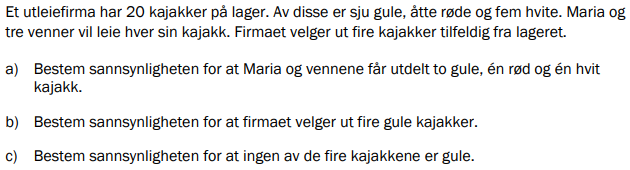 Et utleiefirma har 20 kajakker på lager. Av disse er sju gule, åtte røde og fem hvite. Maria og
tre venner vil leie hver sin kajakk. Firmaet velger ut fire kajakker tilfeldig fra lageret.
a) Bestem sannsynligheten for at Maria og vennene får utdelt to gule, én rød og én hvit
kajakk.
b) Bestem sannsynligheten for at firmaet velger ut fire gule kajakker.
c) Bestem sannsynligheten for at ingen av de fire kajakkene er gule.